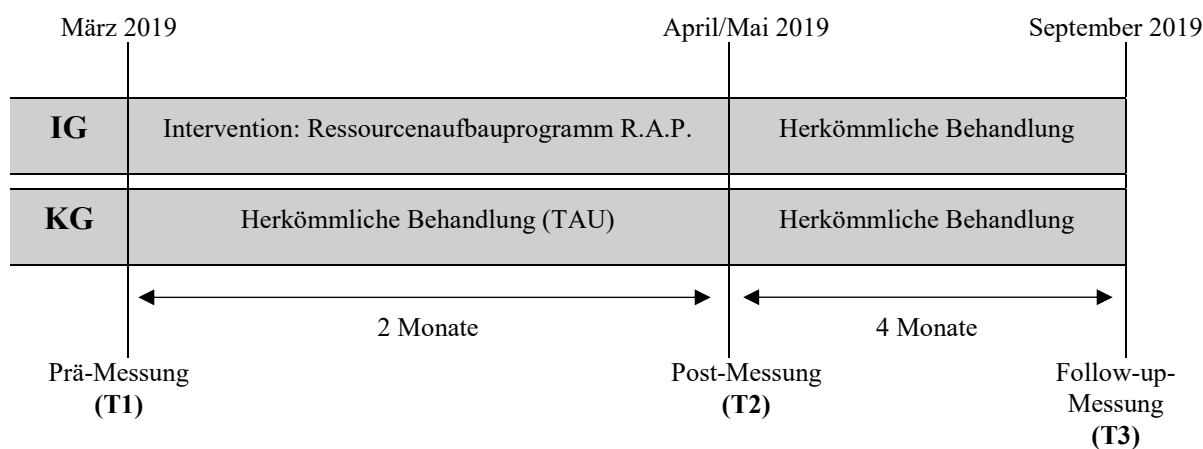 März 2019
April/Mai 2019
September 2019
IG
Intervention: Ressourcenaufbauprogramm R.A.P.
Herkömmliche Behandlung
KG
Herkömmliche Behandlung (TAU)
Herkömmliche Behandlung
2 Monate
4 Monate
Prä-Messung
(T1)
Post-Messung
(T2)
Follow-up-
Messung
(T3)